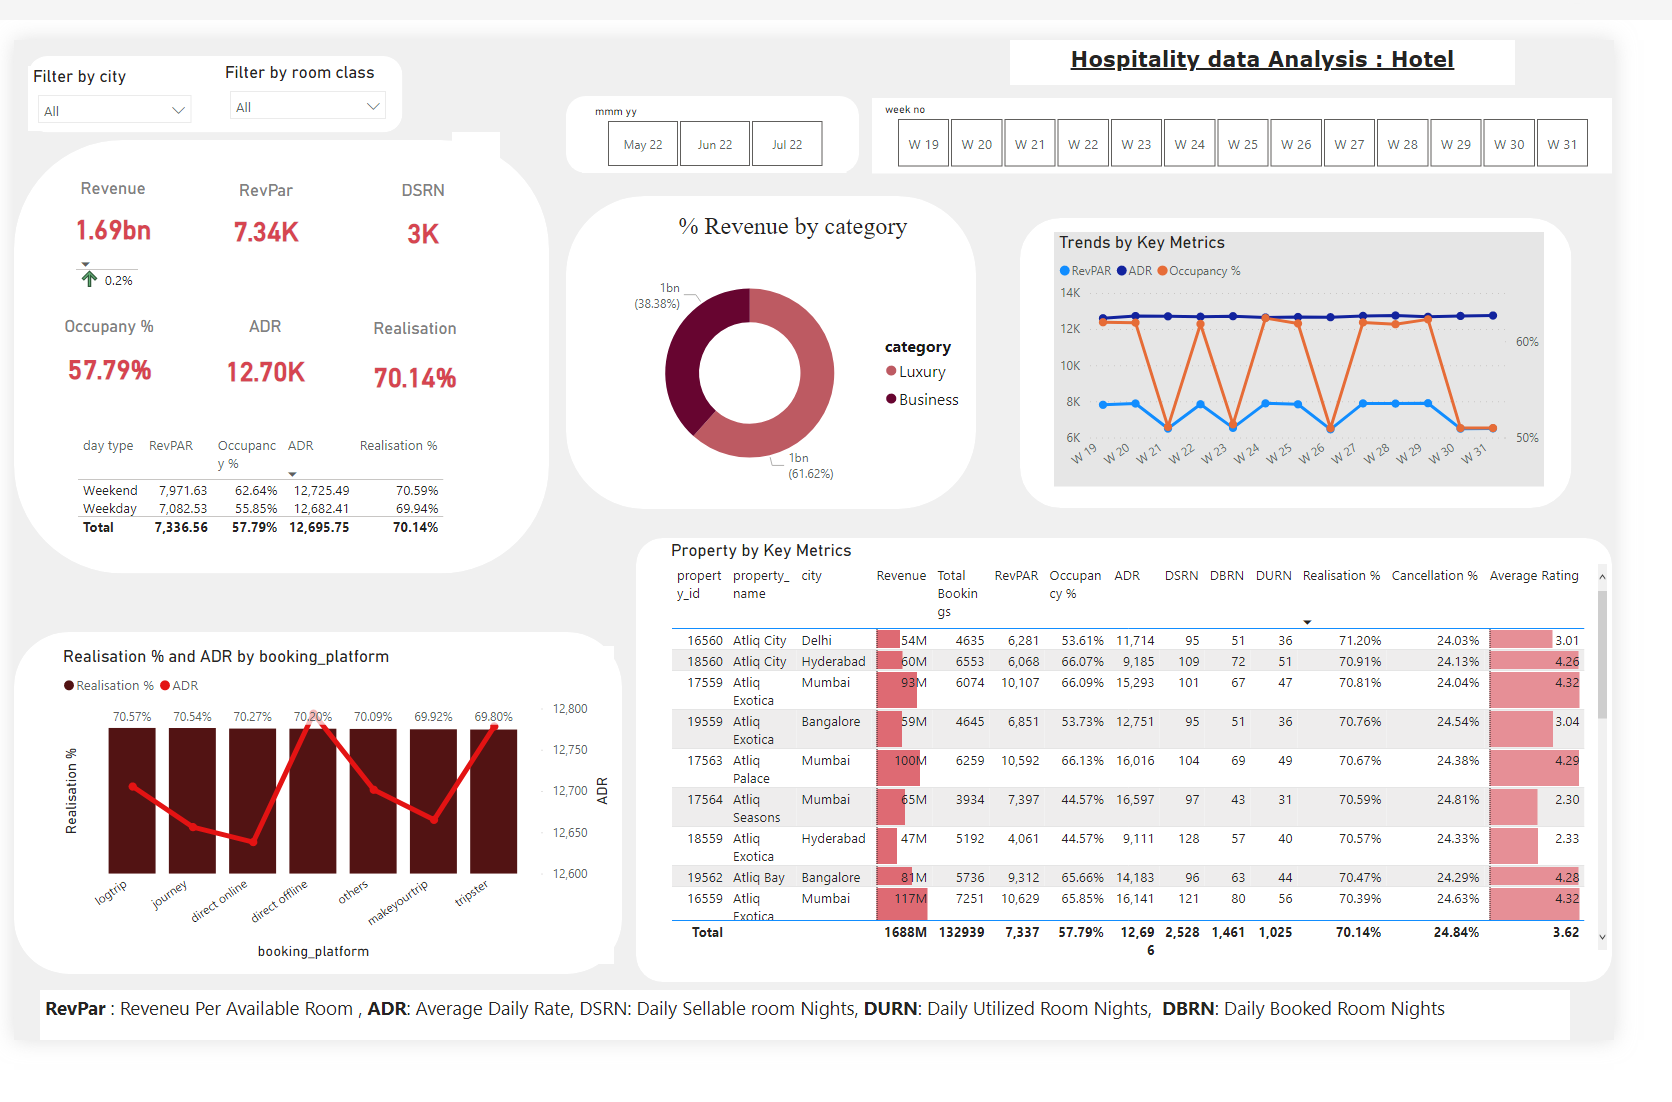 Hospitality data Analysis : Hotel
Filter by city
All
Filter by room class
All
mmm yy
May 22 Jun 22 Jul 22
week no
W 19 W 20 W 21 W 22 W 23 W 24 W 25 W 26 W 27 W 28 W 29 W 30 W 31
Revenue RevPar DSRN
1.69bn 7.34K 3K
0.2%
Occupany % ADR Realisation
57.79% 12.70K 70.14%
day type RevPAR Occupanc ADR Realisation %
y %
Weekend 7,971.63 62.64% 12,725.49 70.59%
Weekday 7,082.53 55.85% 12,682.41 69.94%
Total 7,336.56 57.79% 12,695.75 70.14%
% Revenue by category
1bn
(38.38%)
1bn
(61.62%)
category
Luxury
Business
Trends by Key Metrics
RevPAR ADR Occupancy %
14K
12K
10K
8K
6K
60%
50%
W 19 W 20 W 21 W 22 W 23 W 24 W 25 W 26 W 27 W 28 W 29 W 30 W 31
Realisation % and ADR by booking_platform
Realisation % ADR
70.57% 70.54% 70.27% 70.20% 70.09% 69.92% 69.80%
Realisation %
12,800
12,750
12,700
12,650
12,600
ADR
logtrip journey direct online direct offline others makeyourtrip tripster
booking_platform
Property by Key Metrics
propert property_ city Revenue Total RevPAR Occupan ADR DSRN DBRN DURN Realisation % Cancellation % Average Rating
y_id name Bookin cy %
gs
16560 Atliq City Delhi 54M 4635 6,281 53.61% 11,714 95 51 36 71.20% 24.03% 3.01
18560 Atliq City Hyderabad 60M 6553 6,068 66.07% 9,185 109 72 51 70.91% 24.13% 4.26
17559 Atliq Mumbai 93M 6074 10,107 66.09% 15,293 101 67 47 70.81% 24.04% 4.32
Exotica
19559 Atliq Bangalore 59M 4645 6,851 53.73% 12,751 95 51 36 70.76% 24.54% 3.04
Exotica
17563 Atliq Mumbai 100M 6259 10,592 66.13% 16,016 104 69 49 70.67% 24.38% 4.29
Palace
17564 Atliq Mumbai 65M 3934 7,397 44.57% 16,597 97 43 31 70.59% 24.81% 2.30
Seasons
18559 Atliq Hyderabad 47M 5192 4,061 44.57% 9,111 128 57 40 70.57% 24.33% 2.33
Exotica
19562 Atliq Bay Bangalore 81M 5736 9,312 65.66% 14,183 96 63 44 70.47% 24.29% 4.28
16559 Atliq Mumbai 117M 7251 10,629 65.85% 16,141 121 80 56 70.39% 24.63% 4.32
Exotica
Total 1688M 132939 7,337 57.79% 12,69 2,528 1,461 1,025 70.14% 24.84% 3.62
6
RevPar : Reveneu Per Available Room , ADR: Average Daily Rate, DSRN: Daily Sellable room Nights, DURN: Daily Utilized Room Nights, DBRN: Daily Booked Room Nights